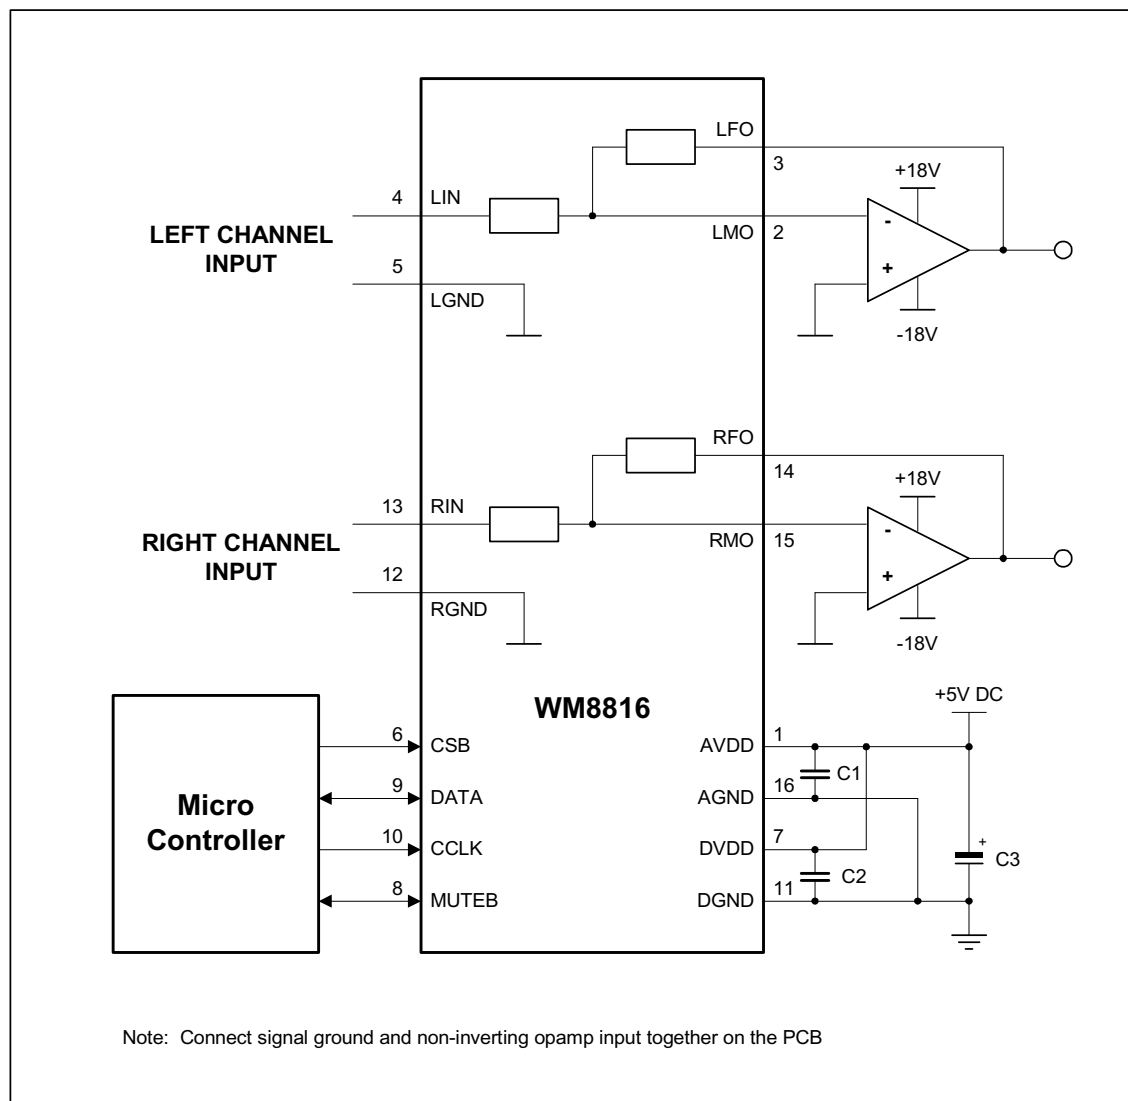 LFO
3
+18V
4
LIN
-
LMO
2
LEFT CHANNEL
INPUT
5
+
LGND
-18V
RFO
14
+18V
13
RIN
-
RMO
15
RIGHT CHANNEL
INPUT
12
+
RGND
-18V
WM8816
+5V DC
6
CSB
AVDD
1
C1
9
DATA
AGND
16
Micro
Controller
10
CCLK
DVDD
7
+
C3
C2
8
MUTEB
DGND
11
Note: Connect signal ground and non-inverting opamp input together on the PCB